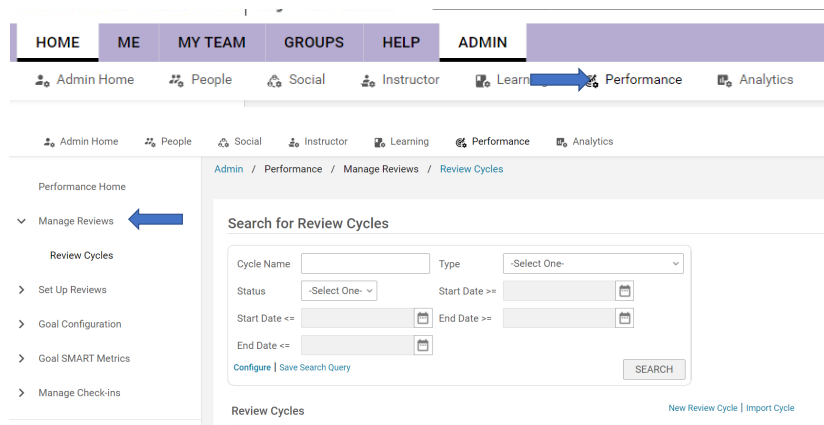 HOME ME MY TEAM GROUPS HELP ADMIN
Admin Home People Social Instructor Performance Analytics
Admin Home People Social Instructor Learning Performance Analytics
Admin / Performance / Manage Reviews / Review Cycles
Performance Home
Manage Reviews
Review Cycles
Set Up Reviews
Goal Configuration
Goal SMART Metrics
Manage Check-ins
Search for Review Cycles
Cycle Name Type -Select One-
Status -Select One- Start Date >=
Start Date <= End Date >=
End Date <=
Configure | Save Search Query SEARCH
Review Cycles New Review Cycle | Import Cycle